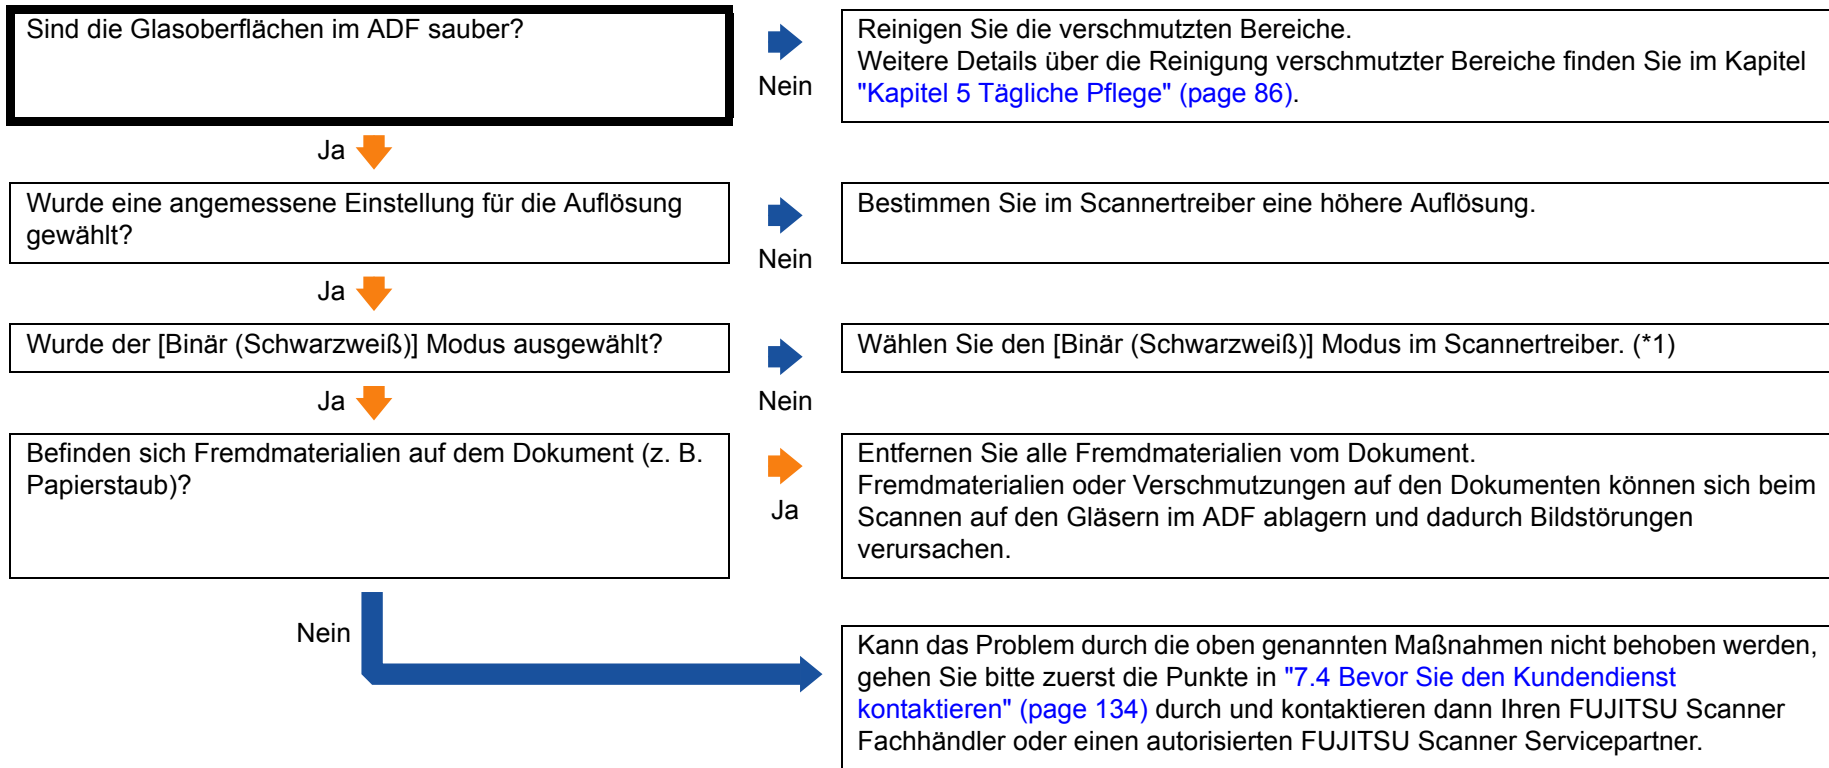 Sind die Glasoberflächen im ADF sauber?
Nein
Reinigen Sie die verschmutzten Bereiche.
Weitere Details über die Reinigung verschmutzter Bereiche finden Sie im Kapitel
"Kapitel 5 Tägliche Pflege" (page 86).
Ja
Wurde eine angemessene Einstellung für die Auflösung
gewählt?
Nein
Bestimmen Sie im Scannertreiber eine höhere Auflösung.
Ja
Wurde der [Binär (Schwarzweiß)] Modus ausgewählt?
Nein
Wählen Sie den [Binär (Schwarzweiß)] Modus im Scannertreiber. (*1)
Ja
Befinden sich Fremdmaterialien auf dem Dokument (z. B.
Papierstaub)?
Ja
Entfernen Sie alle Fremdmaterialien vom Dokument.
Fremdmaterialien oder Verschmutzungen auf den Dokumenten können sich beim
Scannen auf den Gläsern im ADF ablagern und dadurch Bildstörungen
verursachen.
Nein
Kann das Problem durch die oben genannten Maßnahmen nicht behoben werden,
gehen Sie bitte zuerst die Punkte in "7.4 Bevor Sie den Kundendienst
kontaktieren" (page 134) durch und kontaktieren dann Ihren FUJITSU Scanner
Fachhändler oder einen autorisierten FUJITSU Scanner Servicepartner.